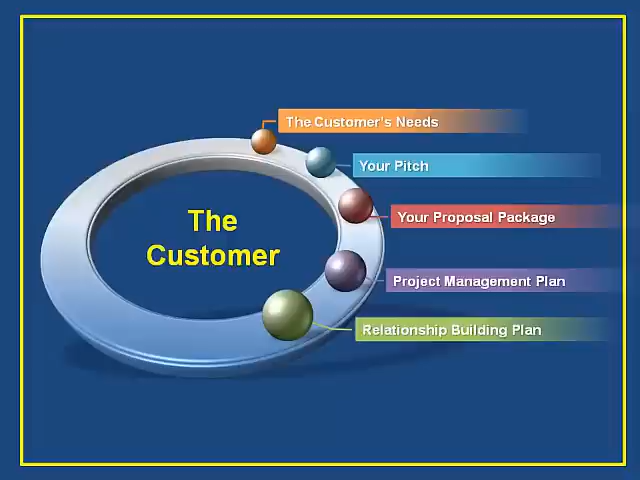 The Customer's Needs
Your Pitch
Your Proposal Package
Project Management Plan
Relationship Building Plan
The
Customer